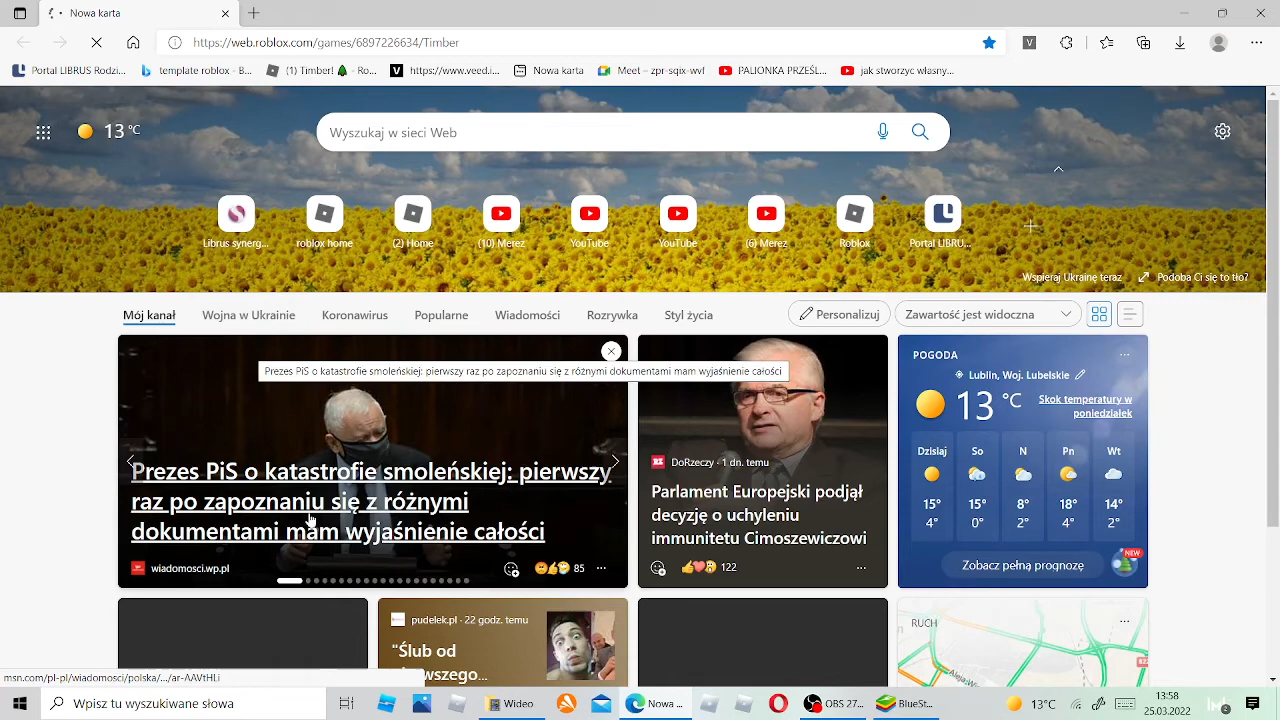 Nowa karta
https://web.roblox.com/games/6897226634/Timber
V
Portal LIBRUS Rodzi...
template roblox - B...
(1) Timber!🌲 - Ro...
V https://www.veed.i...
Nowa karta
Meet – zpr-sqix-wvf
PALIONKA PRZEŚL...
jak stworzyc własny...
13 °C
Wyszukaj w sieci Web
Librus synerg...
roblox home
(2) Home
(10) Merez
YouTube
YouTube
(6) Merez
Roblox
Portal LIBRU...
Wspieraj Ukrainę teraz
Podoba Ci się to tło?
Mój kanał
Wojna w Ukrainie
Koronawirus
Popularne
Wiadomości
Rozrywka
Styl życia
Personalizuj
Zawartość jest widoczna
Prezes PiS o katastrofie smoleńskiej: pierwszy raz po zapoznaniu się z różnymi dokumentami mam wyjaśnienie całości
Prezes PiS o katastrofie smoleńskiej: pierwszy
raz po zapoznaniu się z różnymi
dokumentami mam wyjaśnienie całości
wiadomosci.wp.pl
85
DoRzeczy · 1 dn. temu
Parlament Europejski podjął
decyzję o uchyleniu
immunitetu Cimoszewiczowi
122
POGODA
Lublin, Woj. Lubelskie
13 °C
Skok temperatury w
poniedziałek
Dzisiaj So N Pn Wt
15° 9° 8° 18° 14°
4° 0° 2° 4° 2°
Zobacz pełną prognozę
NEW
pudelek.pl · 22 godz. temu
"Ślub od
RUCH
msn.com/pl-pl/wiadomosci/polska/.../ar-AAVtHLi
Wpisz tu wyszukiwane słowa
Wideo
Nowa ...
OBS 27...
BlueSt...
13°C
13:58
25.03.2022
2